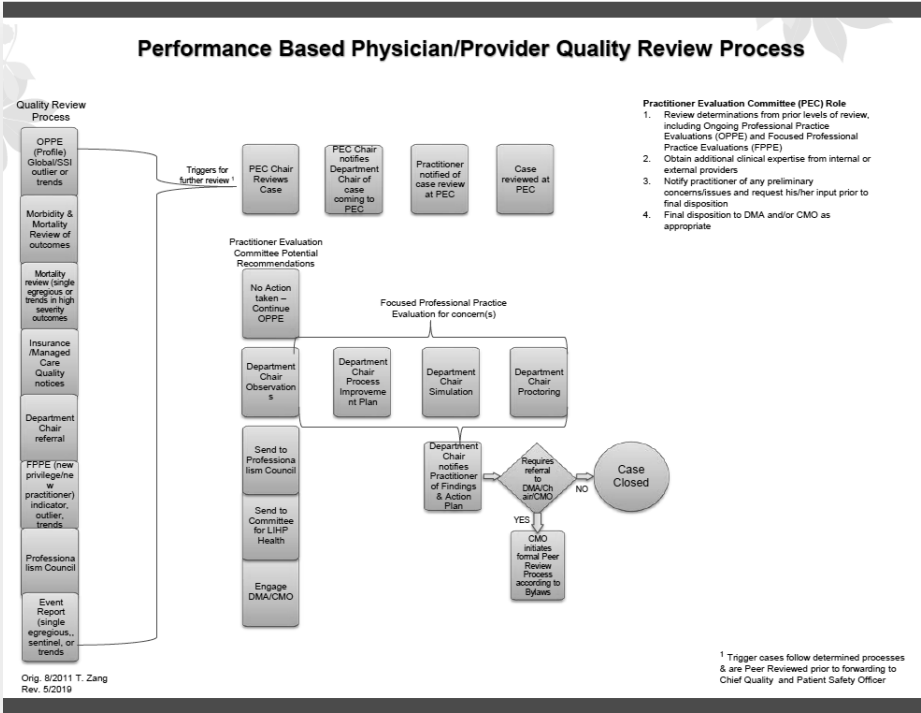 Performance Based Physician/Provider Quality Review Process
Quality Review
Process
OPPE
(Profile)
Global/SSI
outlier or
trends
Morbidity &
Mortality
Review of
outcomes
Mortality
review (single
egregious or
trends in high
severity
outcomes
Insurance
/Managed
Care
Quality
notices
Department
Chair
referral
FPPE (new
privilege/ne
w
practitioner)
indicator,
outlier,
trends
Professiona
lism Council
Event
Report
(single
egregious,,
sentinel, or
trends
Orig. 8/2011 T. Zang
Rev. 5/2019
Triggers for
further review 1
PEC Chair
Reviews
Case
PEC Chair
notifies
Department
Chair of
case
coming to
PEC
Practitioner
notified of
case review
at PEC
Case
reviewed at
PEC
Practitioner Evaluation Committee (PEC) Role
1. Review determinations from prior levels of review,
including Ongoing Professional Practice
Evaluations (OPPE) and Focused Professional
Practice Evaluations (FPPE)
2. Obtain additional clinical expertise from internal or
external providers
3. Notify practitioner of any preliminary
concerns/issues and request his/her input prior to
final disposition
4. Final disposition to DMA and/or CMO as
appropriate
Practitioner Evaluation
Committee Potential
Recommendations
No Action
taken –
Continue
OPPE
Focused Professional Practice
Evaluation for concern(s)
Department
Chair
Observation
s
Department
Chair
Process
Improveme
nt Plan
Department
Chair
Simulation
Department
Chair
Proctoring
Send to
Professiona
lism Council
Send to
Committee
for LIHP
Health
Engage
DMA/CMO
Department
Chair
notifies
Practitioner
of Findings
& Action
Plan
Requires
referral
to
DMA/Ch
air/CMO
NO
Case
Closed
YES
CMO
initiates
formal Peer
Review
Process
according to
Bylaws
1 Trigger cases follow determined processes
& are Peer Reviewed prior to forwarding to
Chief Quality and Patient Safety Officer